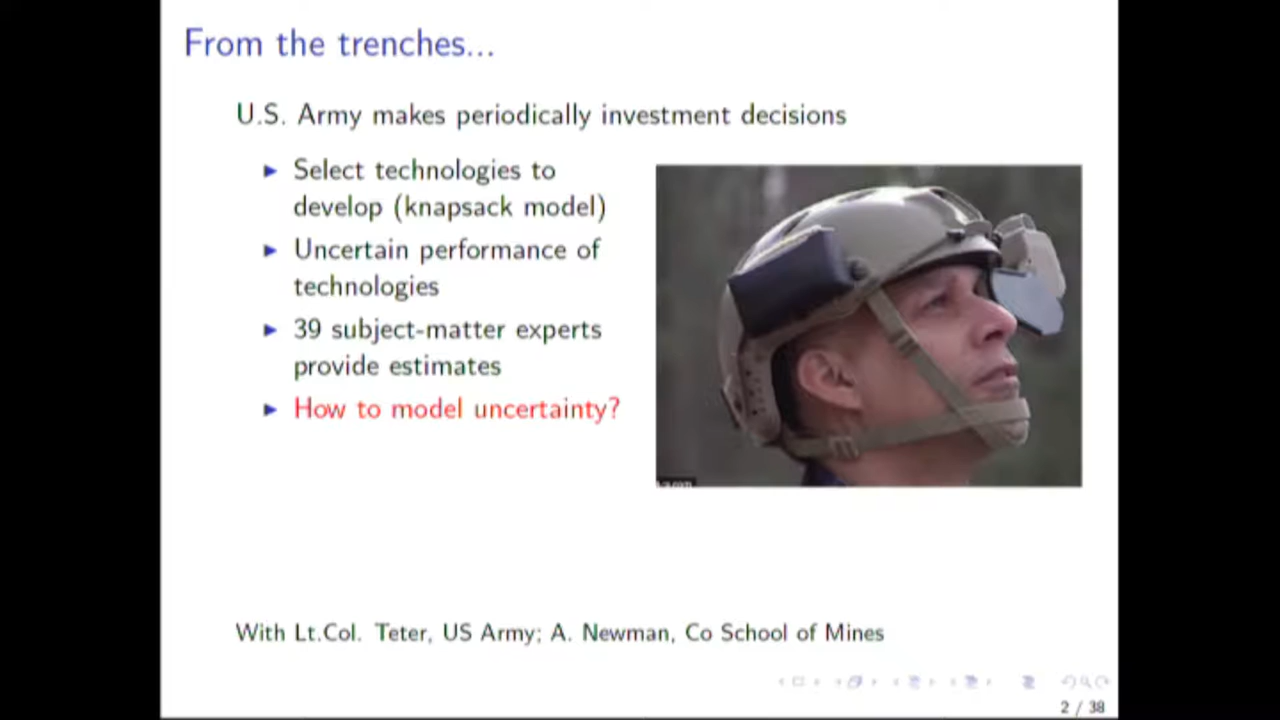 From the trenches...
U.S. Army makes periodically investment decisions
Select technologies to
develop (knapsack model)
Uncertain performance of
technologies
39 subject-matter experts
provide estimates
How to model uncertainty?
With Lt.Col. Teter, US Army; A. Newman, Co School of Mines
2 / 38